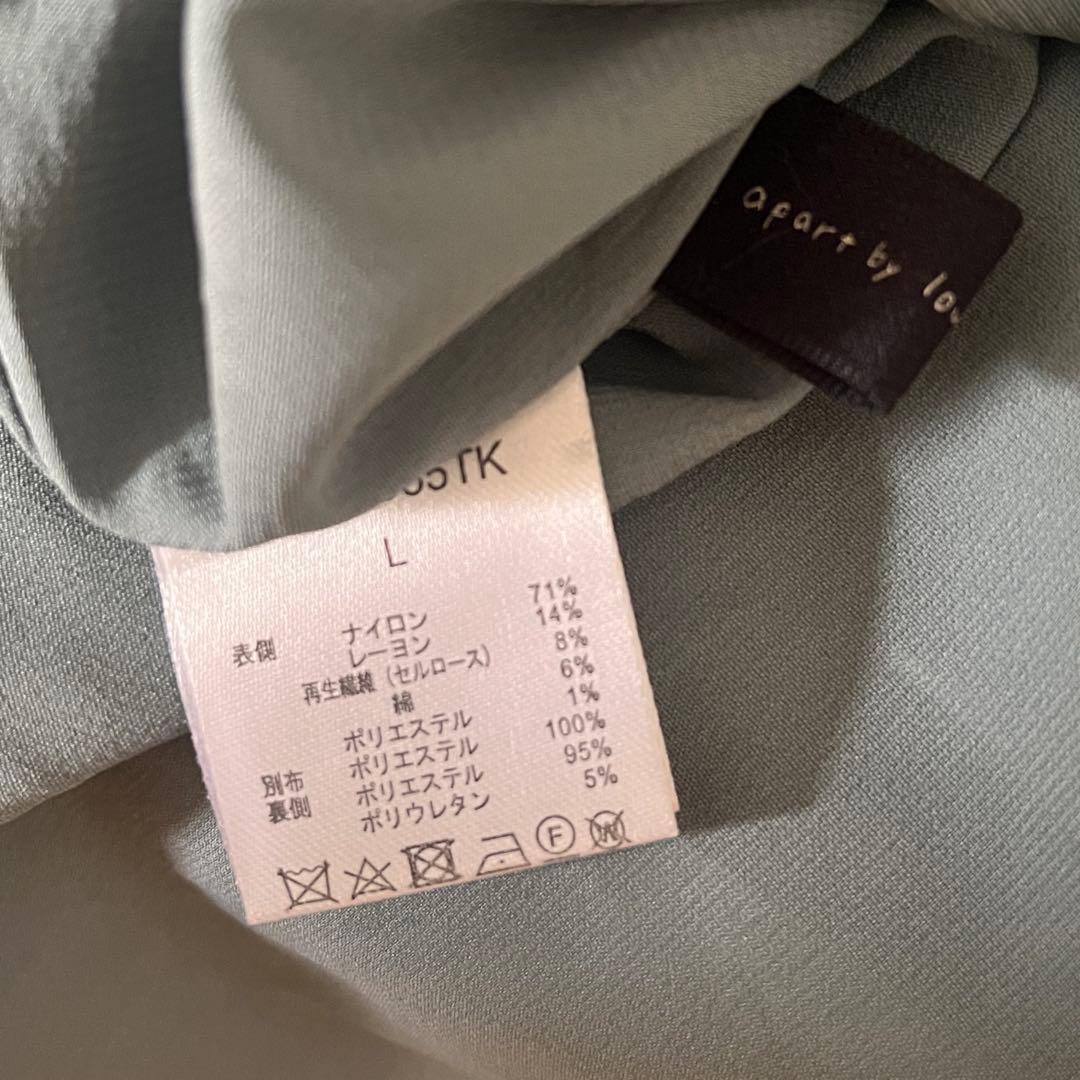 apart by
L
表側 ナイロン 71%
レーヨン 14%
再生繊維(セルロース) 8%
綿 6%
ポリエステル 1%
別布 ポリエステル 100%
裏側 ポリエステル 95%
ポリウレタン 5%
F
W